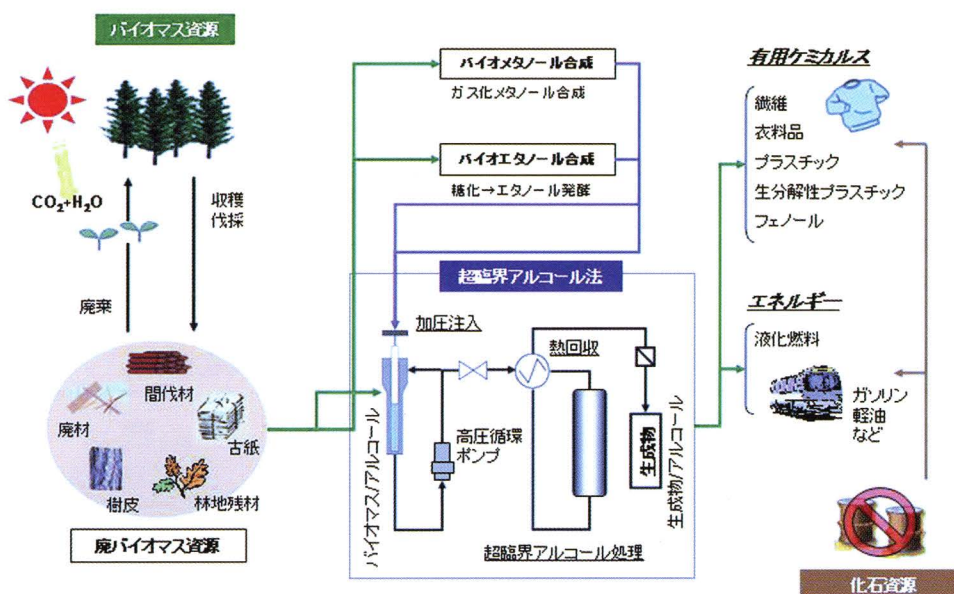 バイオマス資源
CO₂+H₂O
収穫
伐採
廃棄
間伐材
廃材
古紙
樹皮
林地残材
廃バイオマス資源
バイオメタノール合成
ガス化メタノール合成
バイオエタノール合成
糖化→エタノール発酵
超臨界アルコール法
加圧注入
熱回収
高圧循環
ポンプ
バイオマス/アルコール
生成物
生成物/アルコール
超臨界アルコール処理
有用ケミカルス
繊維
衣料品
プラスチック
生分解性プラスチック
フェノール
エネルギー
液化燃料
ガソリン
軽油
など
化石資源